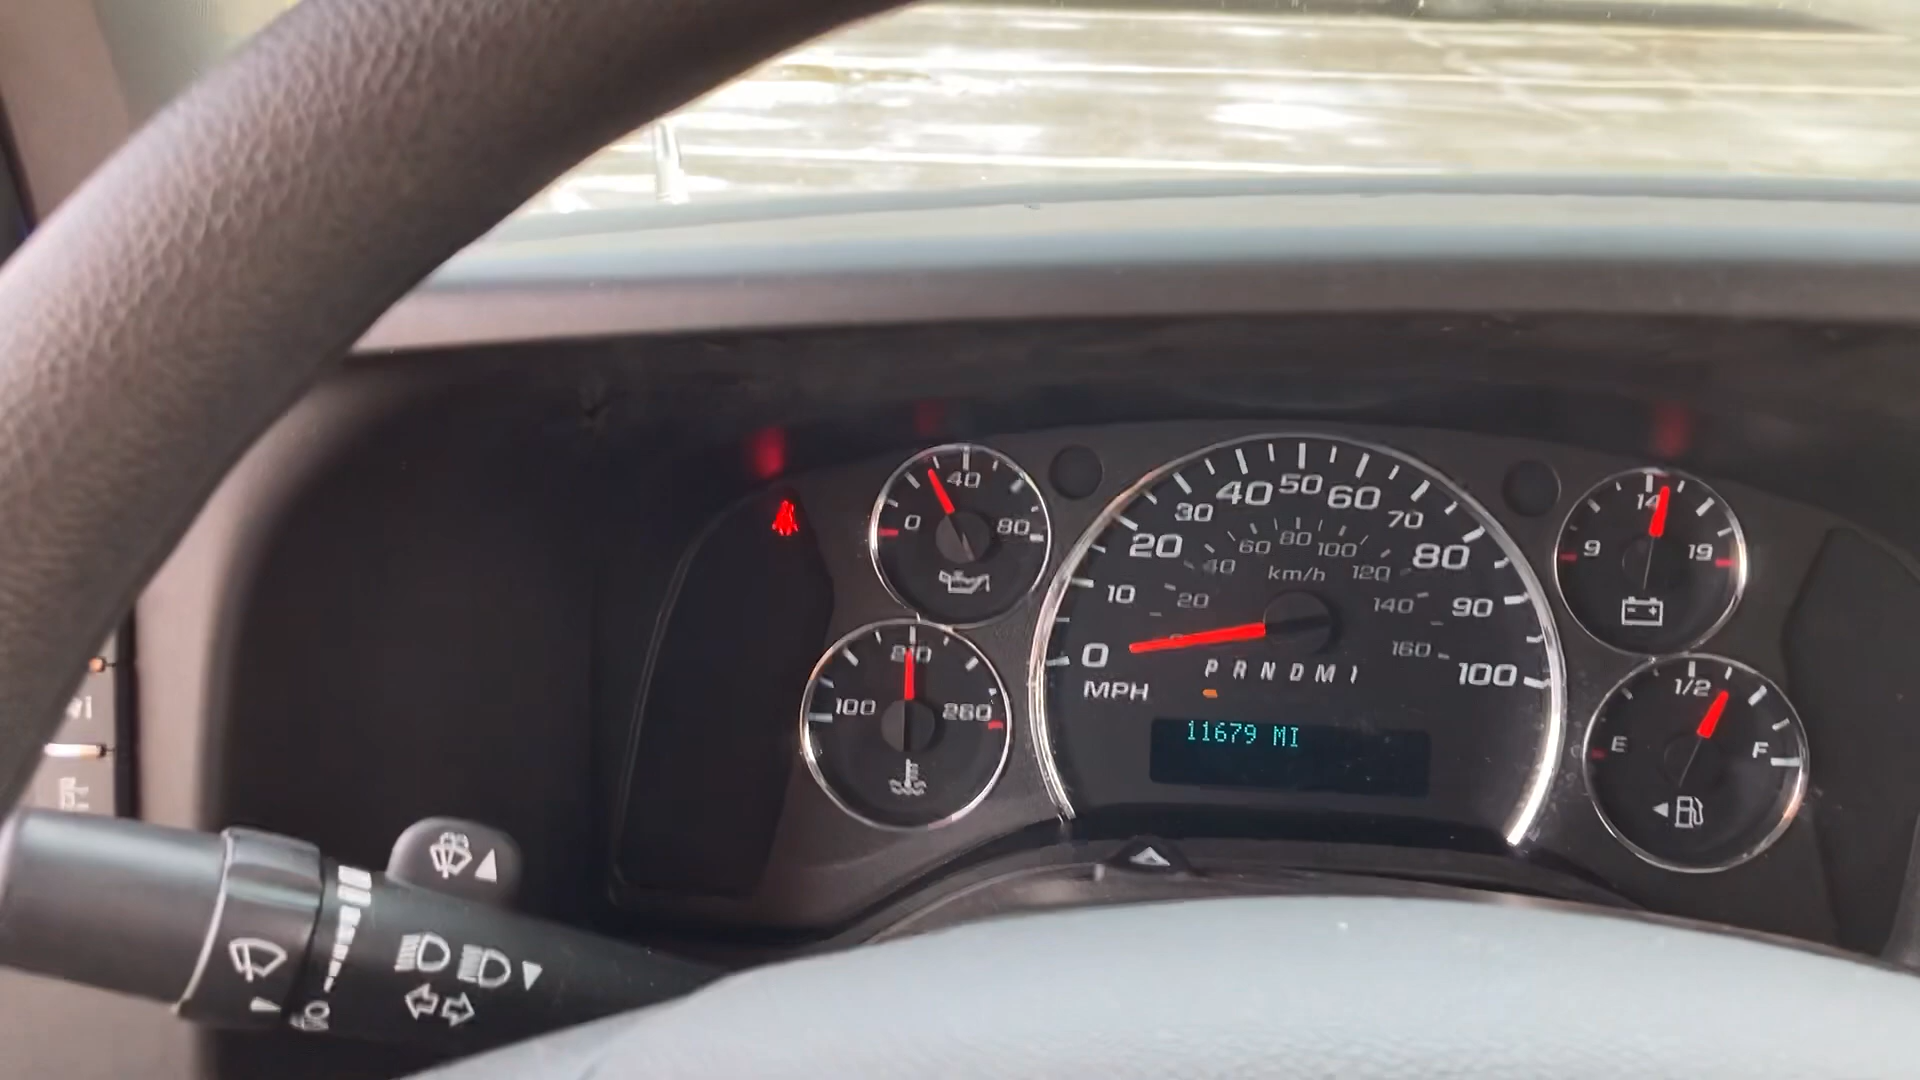 0 40 80
100 210 260
0 10 20 30 40 50 60 70 80 90 100
20 40 60 80 100 120 140 160
km/h
MPH
P R N D M 1
11679 MI
9 14 19
E 1/2 F